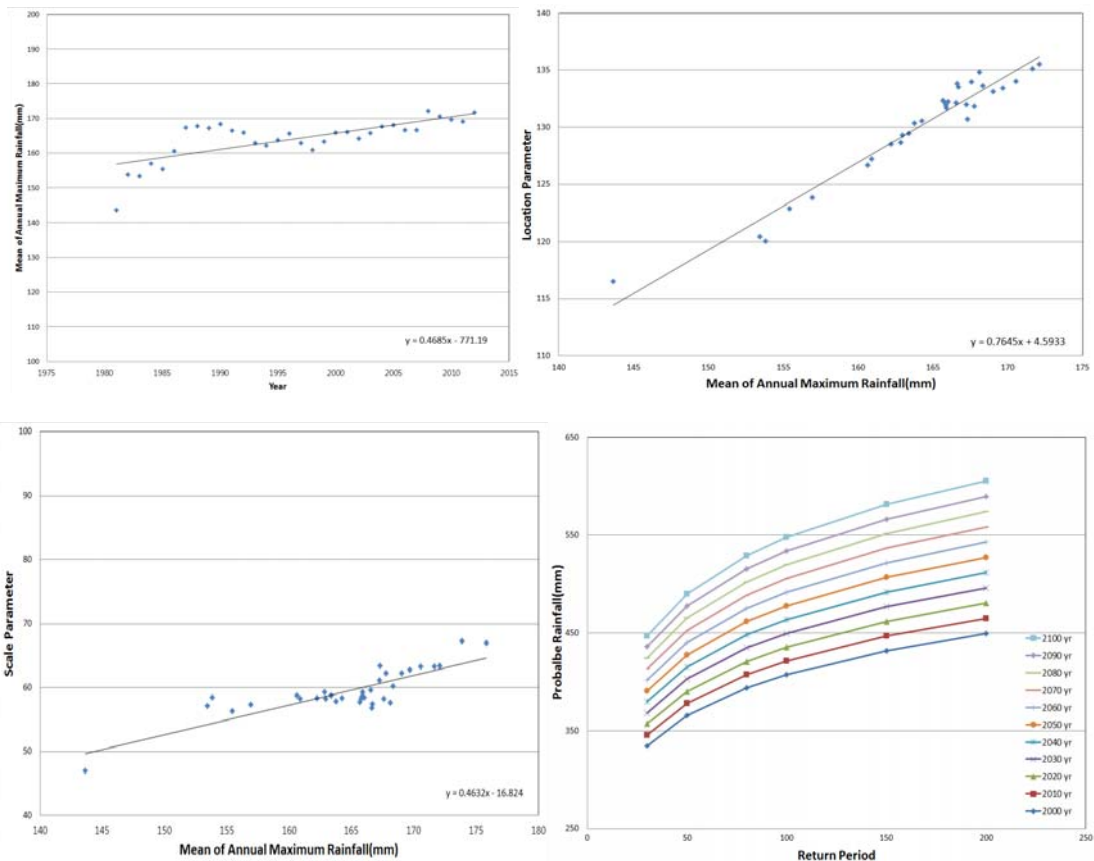 200
190
180
170
160
150
140
130
120
110
100
Mean of Annual Maximum Rainfall(mm)
y = 0.4685x - 771.19
1975 1980 1985 1990 1995 2000 2005 2010 2015
Year
140
135
130
125
120
115
110
Location Parameter
y = 0.7645x + 4.5933
140 145 150 155 160 165 170 175
Mean of Annual Maximum Rainfall(mm)
100
90
80
70
60
50
40
Scale Parameter
y = 0.4632x - 16.824
140 145 150 155 160 165 170 175 180
Mean of Annual Maximum Rainfall(mm)
650
550
450
350
250
Probalbe Rainfall(mm)
2100 yr
2090 yr
2080 yr
2070 yr
2060 yr
2050 yr
2040 yr
2030 yr
2020 yr
2010 yr
2000 yr
0 50 100 150 200 250
Return Period